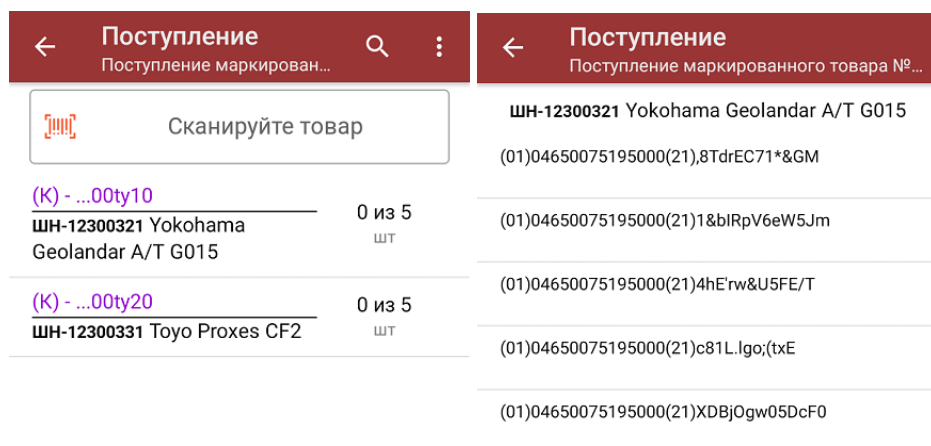 Поступление
Поступление маркирован...
Сканируйте товар
(К) - ...00ty10
ШН-12300321 Yokohama
Geolandar A/T G015
0 из 5
шт
(К) - ...00ty20
ШН-12300331 Toyo Proxes CF2
0 из 5
шт
Поступление
Поступление маркированного товара №...
ШН-12300321 Yokohama Geolandar A/T G015
(01)04650075195000(21),8TdrEC71*&GM
(01)04650075195000(21)1&bIRpV6eW5Jm
(01)04650075195000(21)4hE'rw&U5FE/T
(01)04650075195000(21)c81L.lgo;(txE
(01)04650075195000(21)XDBjOgw05DcF0